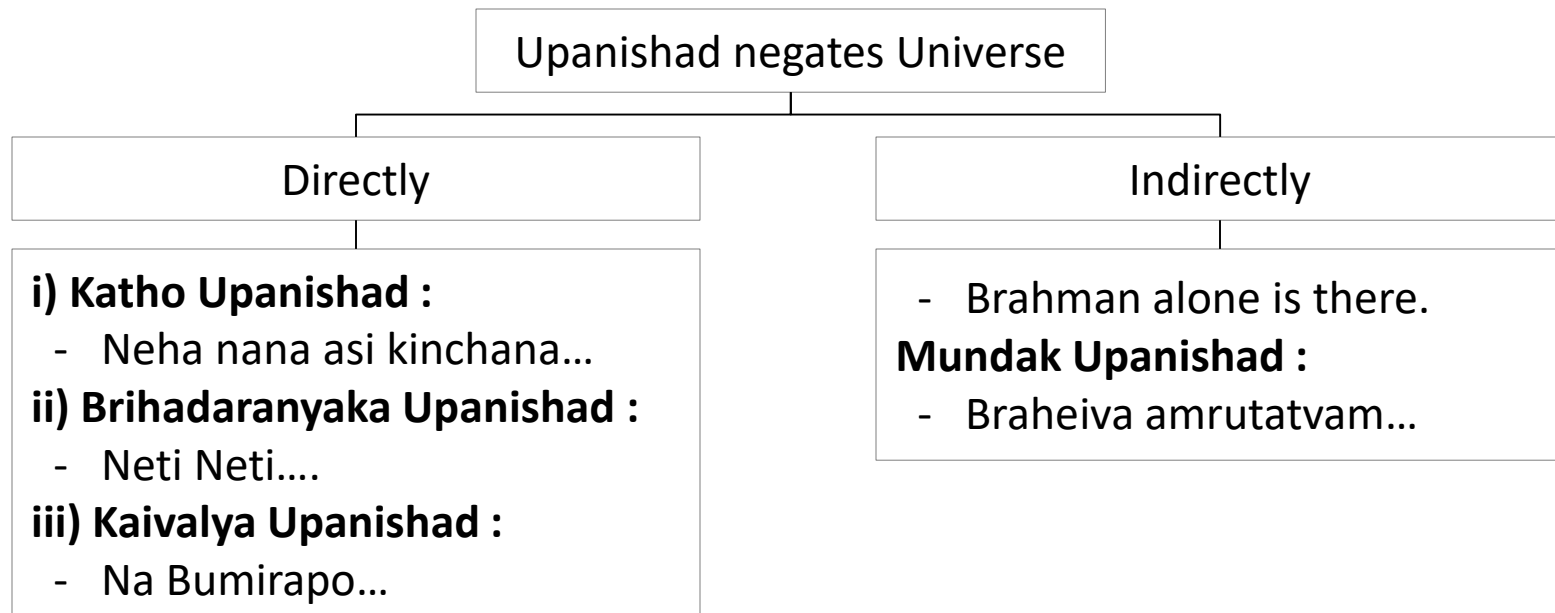 Upanishad negates Universe
Directly
Indirectly
i) Katho Upanishad :
- Neha nana asi kinchana…
ii) Brihadaranyaka Upanishad :
- Neti Neti….
iii) Kaivalya Upanishad :
- Na Bumirapo…
- Brahman alone is there.
Mundak Upanishad :
- Braheiva amrutatvam…